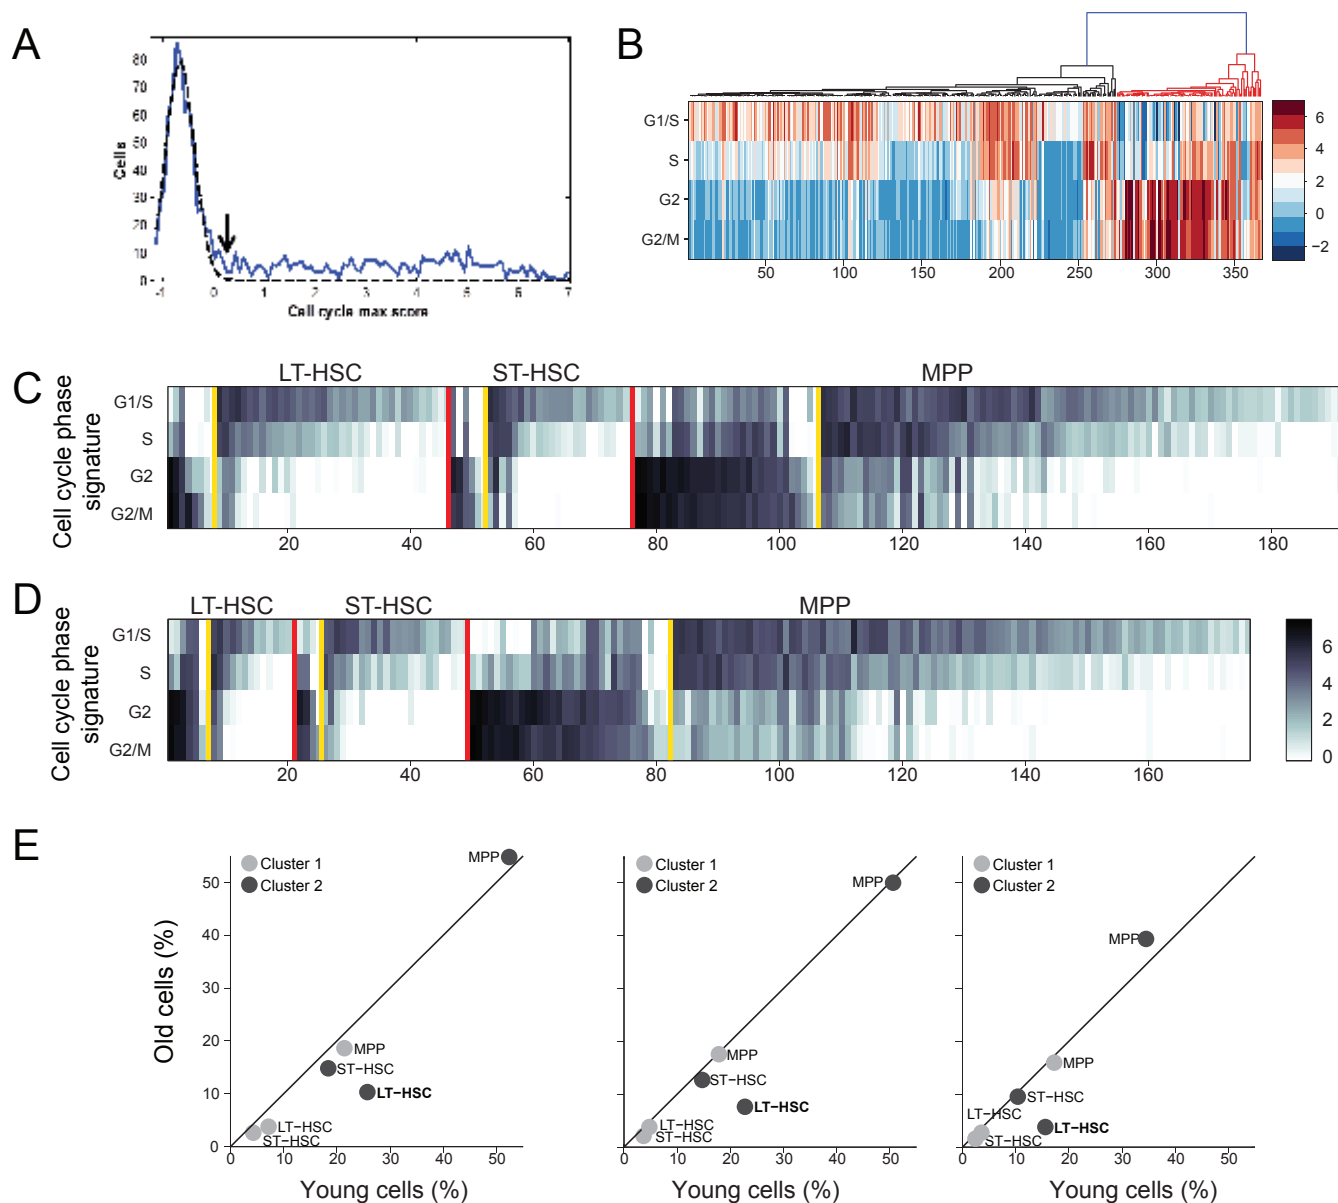 A
80
70
60
50
40
30
20
10
0
Cells
-1 0 1 2 3 4 5 6 7
Cell cycle max score
B
G1/S
S
G2
G2/M
50 100 150 200 250 300 350
6
4
2
0
−2
C
LT-HSC ST-HSC MPP
Cell cycle phase
signature
G1/S
S
G2
G2/M
20 40 60 80 100 120 140 160 180
D
LT-HSC ST-HSC MPP
Cell cycle phase
signature
G1/S
S
G2
G2/M
20 40 60 80 100 120 140 160
6
4
2
0
E
Old cells (%)
Cluster 1
Cluster 2
MPP
MPP
ST−HSC
LT−HSC
LT−HSC
ST−HSC
50
40
30
20
10
0
0 10 20 30 40 50
Young cells (%)
Cluster 1
Cluster 2
MPP
MPP
ST−HSC
LT−HSC
LT−HSC
ST−HSC
0
0 10 20 30 40 50
Young cells (%)
Cluster 1
Cluster 2
MPP
MPP
ST−HSC
LT−HSC
LT−HSC
ST−HSC
0
0 10 20 30 40 50
Young cells (%)